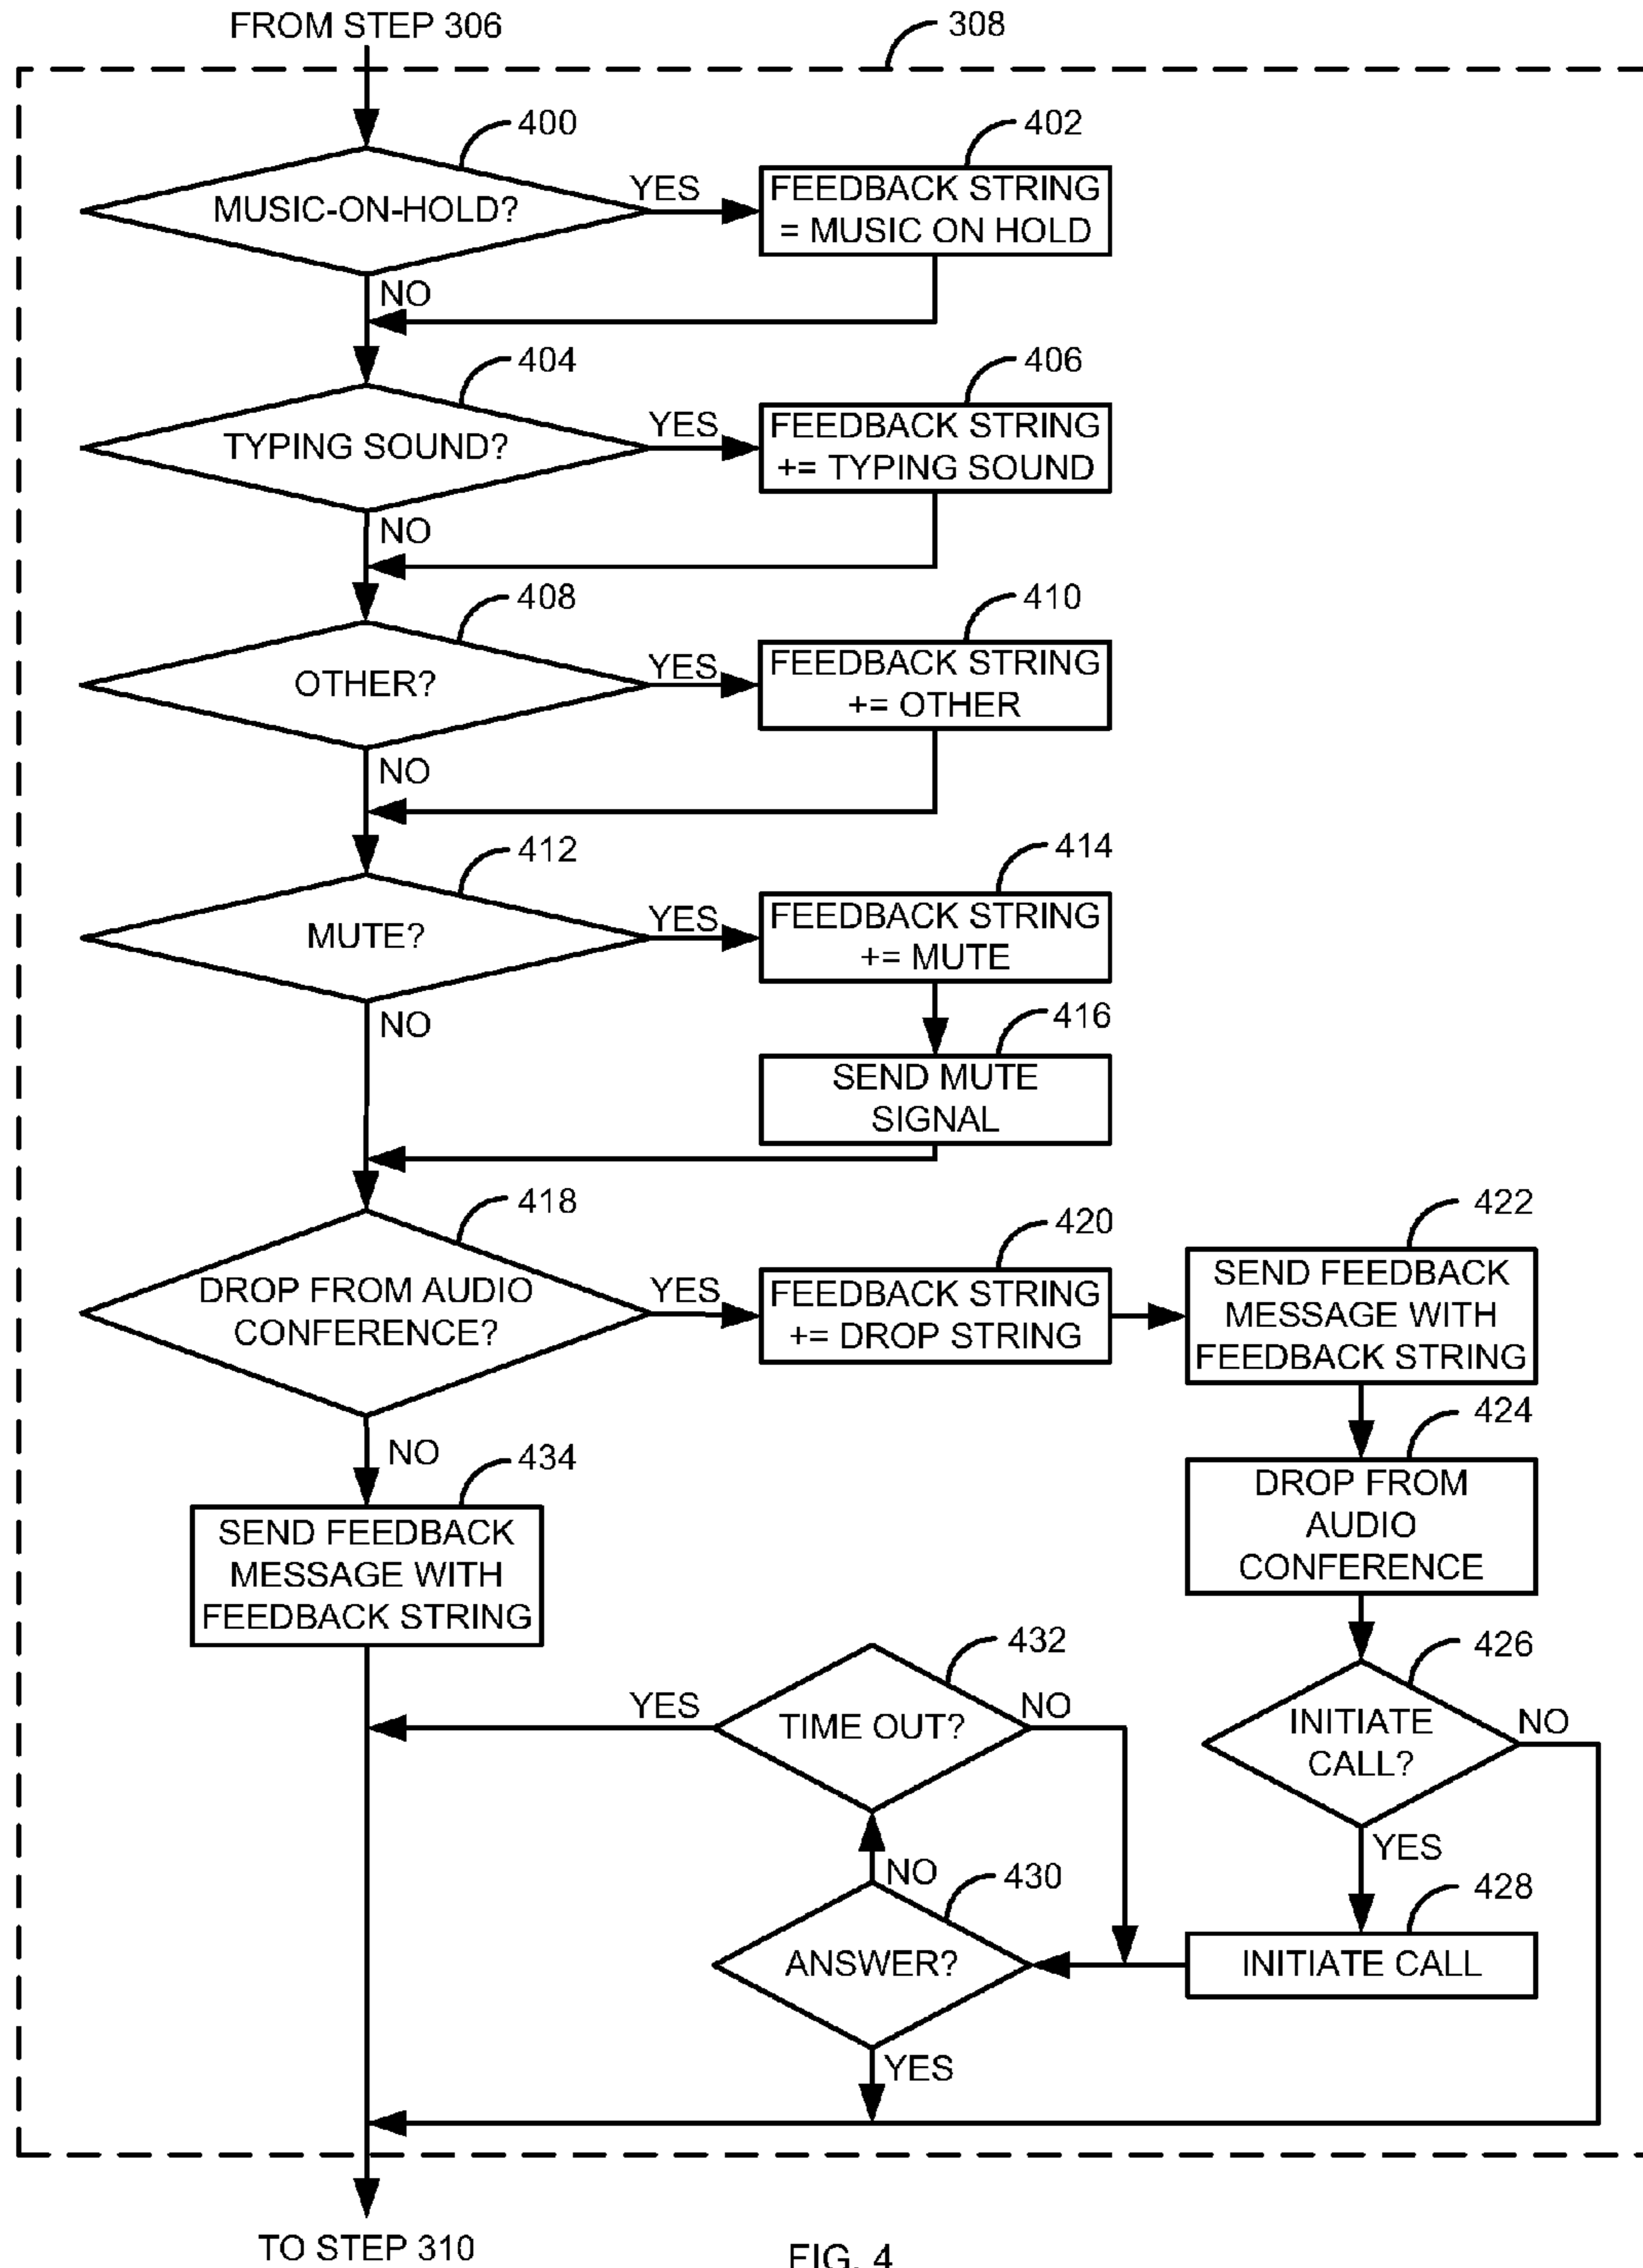 FROM STEP 306
308
400
MUSIC-ON-HOLD?
YES
402
FEEDBACK STRING
= MUSIC ON HOLD
NO
404
TYPING SOUND?
YES
406
FEEDBACK STRING
+= TYPING SOUND
NO
408
OTHER?
YES
410
FEEDBACK STRING
+= OTHER
NO
412
MUTE?
YES
414
FEEDBACK STRING
+= MUTE
NO
416
SEND MUTE
SIGNAL
418
DROP FROM AUDIO
CONFERENCE?
YES
420
FEEDBACK STRING
+= DROP STRING
422
SEND FEEDBACK
MESSAGE WITH
FEEDBACK STRING
424
DROP FROM
AUDIO
CONFERENCE
NO
434
SEND FEEDBACK
MESSAGE WITH
FEEDBACK STRING
426
INITIATE
CALL?
NO
YES
428
INITIATE CALL
432
TIME OUT?
YES
NO
430
ANSWER?
NO
YES
TO STEP 310
FIG. 4